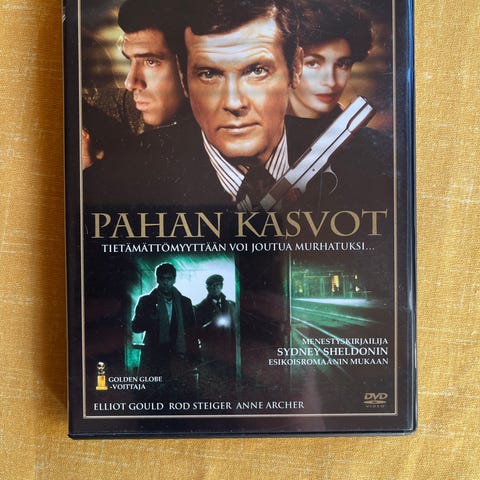 PAHAN KASVOT
TIETÄMÄTTÖMYYTTÄÄN VOI JOUTUA MURHATUKSI...
MENESTYSKIRJAILIJA
SYDNEY SHELDONIN
ESIKOISROMAANIN MUKAAN
GOLDEN GLOBE
-VOITTAJA
ELLIOT GOULD ROD STEIGER ANNE ARCHER
DVD
VIDEO